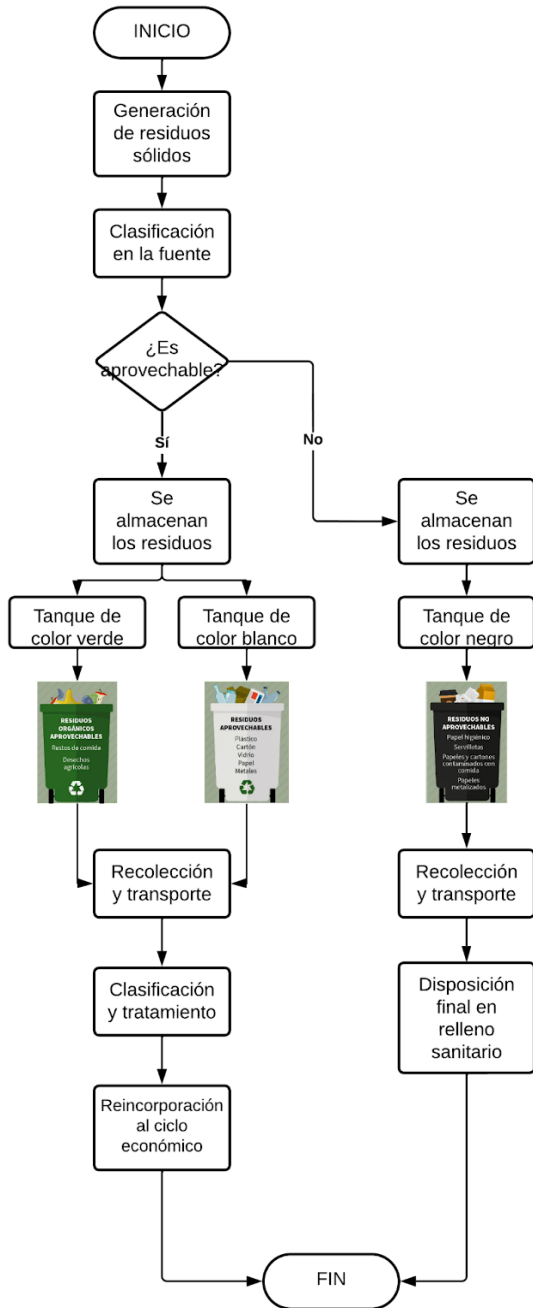 INICIO
Generación
de residuos
sólidos
Clasificación
en la fuente
¿Es
aprovechable?
Sí
No
Se
almacenan
los residuos
Se
almacenan
los residuos
Tanque de
color verde
Tanque de
color blanco
Tanque de
color negro
RESIDUOS
ORGÁNICOS
APROVECHABLES
Restos de comida
Desechos
agrícolas
RESIDUOS
APROVECHABLES
Plástico
Cartón
Vidrio
Papel
Metales
RESIDUOS NO
APROVECHABLES
Papel higiénico
Servilletas
Papeles y cartones
contaminados con
comida
Papeles
metalizados
Recolección
y transporte
Recolección
y transporte
Clasificación
y tratamiento
Disposición
final en
relleno
sanitario
Reincorporación
al ciclo
económico
FIN